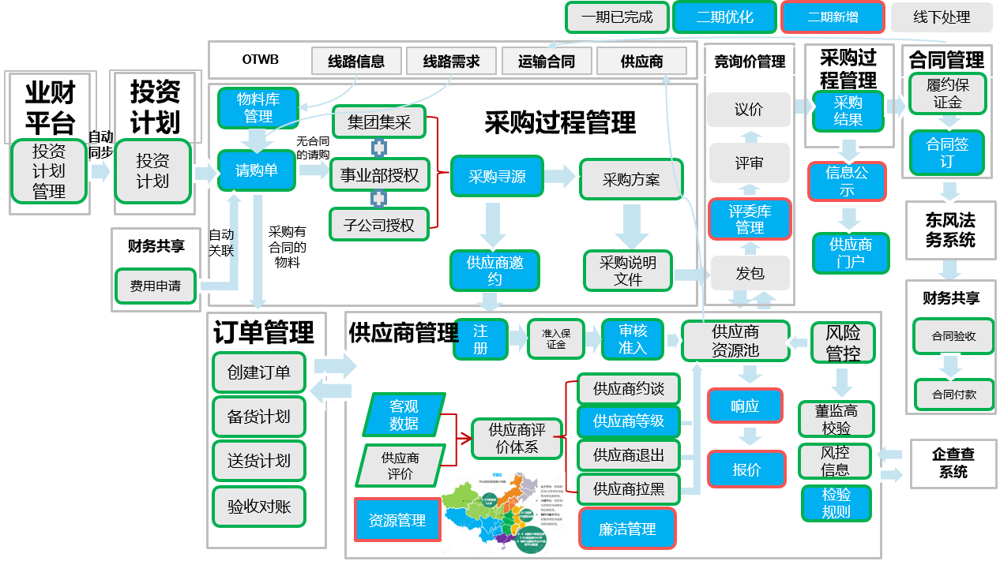 一期已完成
二期优化
二期新增
线下处理
OTWB
线路信息
线路需求
运输合同
供应商
业财
平台
投资
计划
管理
自动
同步
投资
计划
投资
计划
财务共享
费用申请
自动
关联
物料库
管理
请购单
无合同
的请购
采购有
合同的
物料
集团集采
事业部授权
子公司授权
采购过程管理
采购寻源
采购方案
供应商邀
约
采购说明
文件
竞询价管理
议价
评审
评委库
管理
发包
采购过
程管理
采购
结果
信息公
示
供应商
门户
合同管理
履约保
证金
合同签
订
东风法
务系统
财务共享
合同验收
合同付款
企查查
系统
订单管理
创建订单
备货计划
送货计划
验收对账
供应商管理
注
册
准入保
证金
审核
准入
供应商
资源池
风险
管控
客观
数据
供应商
评价
供应商评
价体系
供应商约谈
供应商等级
供应商退出
供应商拉黑
响应
报价
董监高
校验
风控
信息
检验
规则
资源管理
廉洁管理
可视化